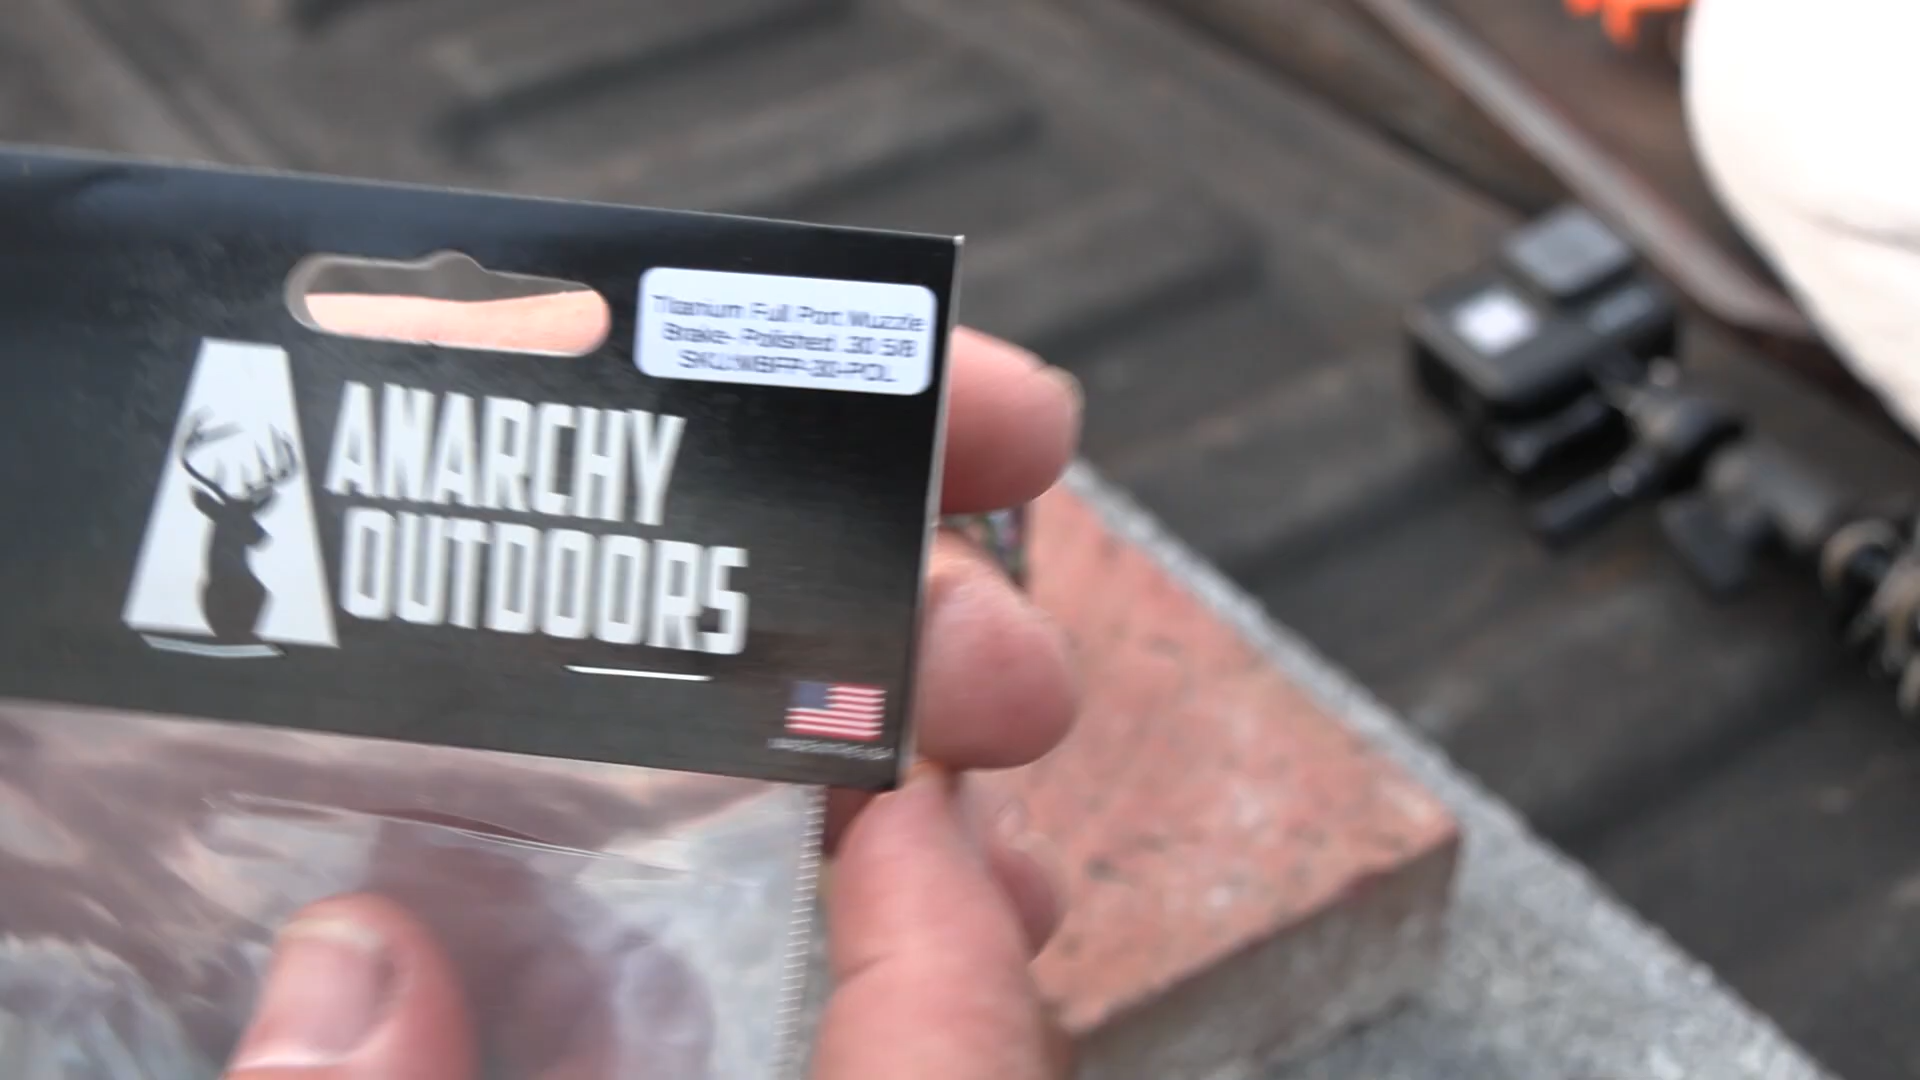 Titanium Full Port Muzzle
Brake- Polished .30 5/8
SKU:MBFP-30-POL
ANARCHY
OUTDOORS